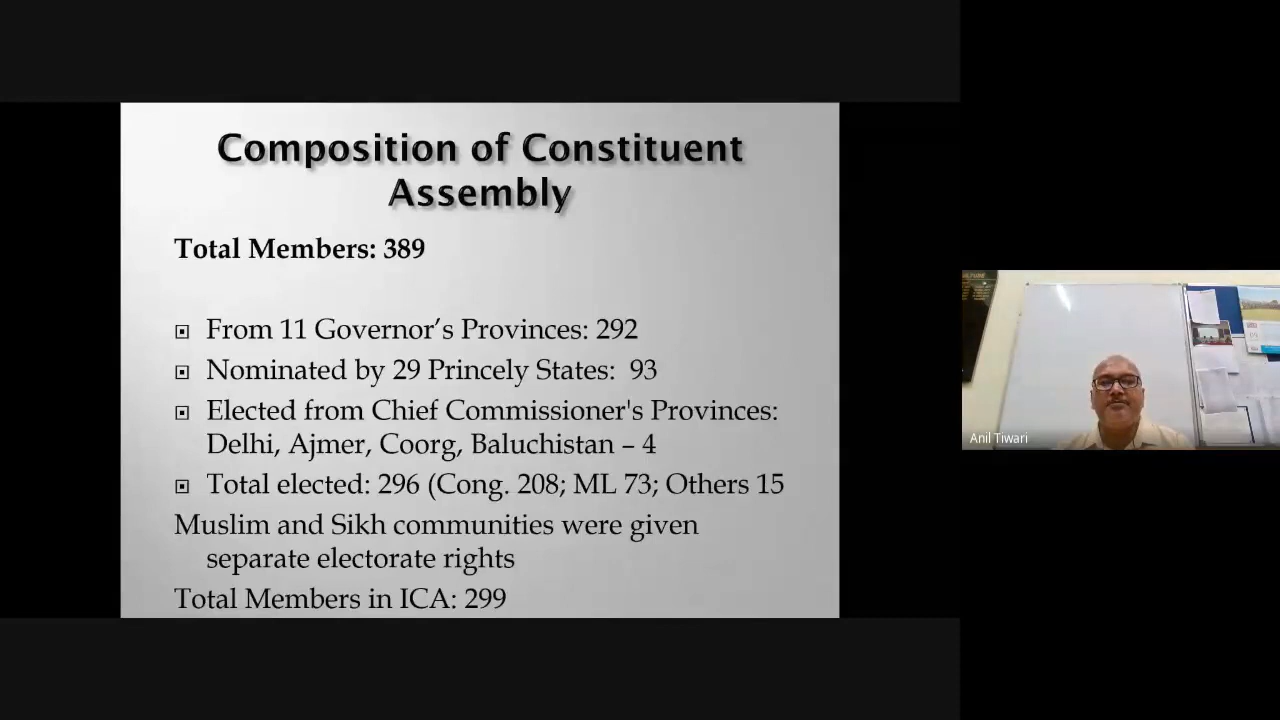 Composition of Constituent
Assembly
Total Members: 389
▣ From 11 Governor’s Provinces: 292
▣ Nominated by 29 Princely States:  93
▣ Elected from Chief Commissioner's Provinces:
Delhi, Ajmer, Coorg, Baluchistan – 4
▣ Total elected: 296 (Cong. 208; ML 73; Others 15
Muslim and Sikh communities were given
separate electorate rights
Total Members in ICA: 299
Anil Tiwari